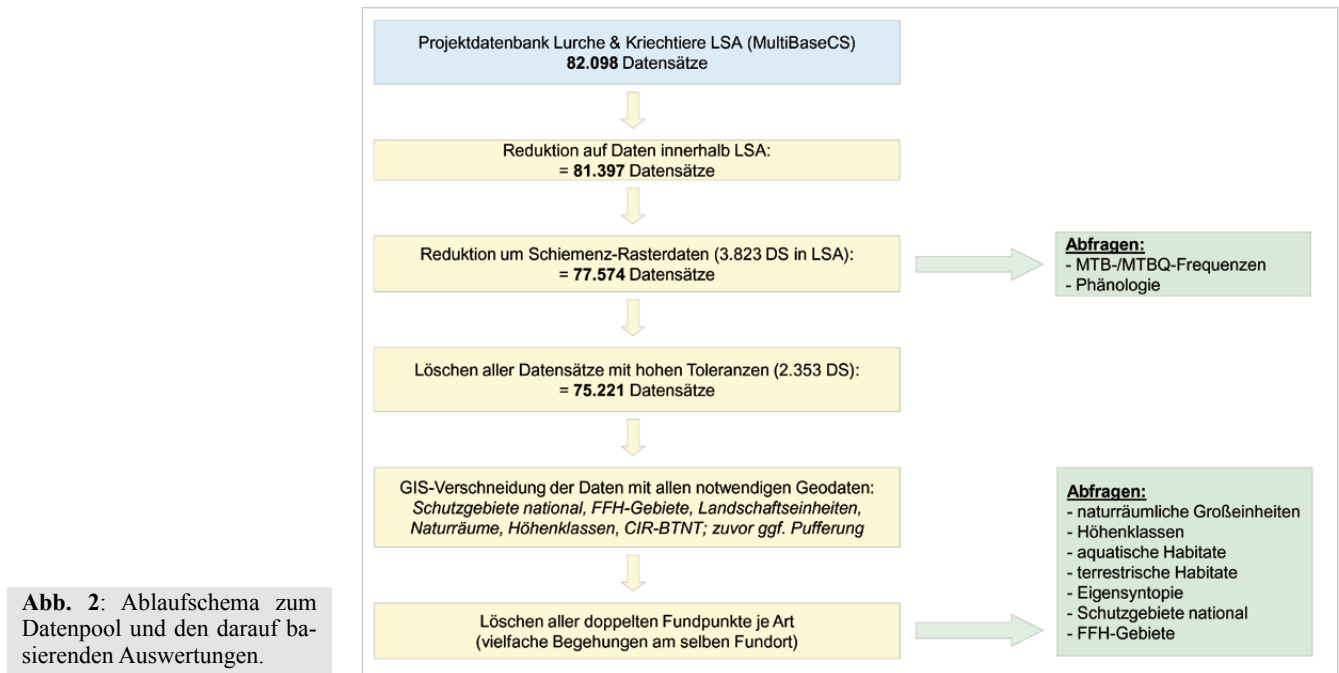 Projektdatenbank Lurche & Kriechtiere LSA (MultiBaseCS)
82.098 Datensätze
Reduktion auf Daten innerhalb LSA:
= 81.397 Datensätze
Reduktion um Schiemenz-Rasterdaten (3.823 DS in LSA):
= 77.574 Datensätze
Abfragen:
- MTB-/MTBQ-Frequenzen
- Phänologie
Löschen aller Datensätze mit hohen Toleranzen (2.353 DS):
= 75.221 Datensätze
GIS-Verschneidung der Daten mit allen notwendigen Geodaten:
Schutzgebiete national, FFH-Gebiete, Landschaftseinheiten,
Naturräume, Höhenklassen, CIR-BTNT; zuvor ggf. Pufferung
Löschen aller doppelten Fundpunkte je Art
(vielfache Begehungen am selben Fundort)
Abfragen:
- naturräumliche Großeinheiten
- Höhenklassen
- aquatische Habitate
- terrestrische Habitate
- Eigensyntopie
- Schutzgebiete national
- FFH-Gebiete
Abb. 2: Ablaufschema zum
Datenpool und den darauf ba-
sierenden Auswertungen.